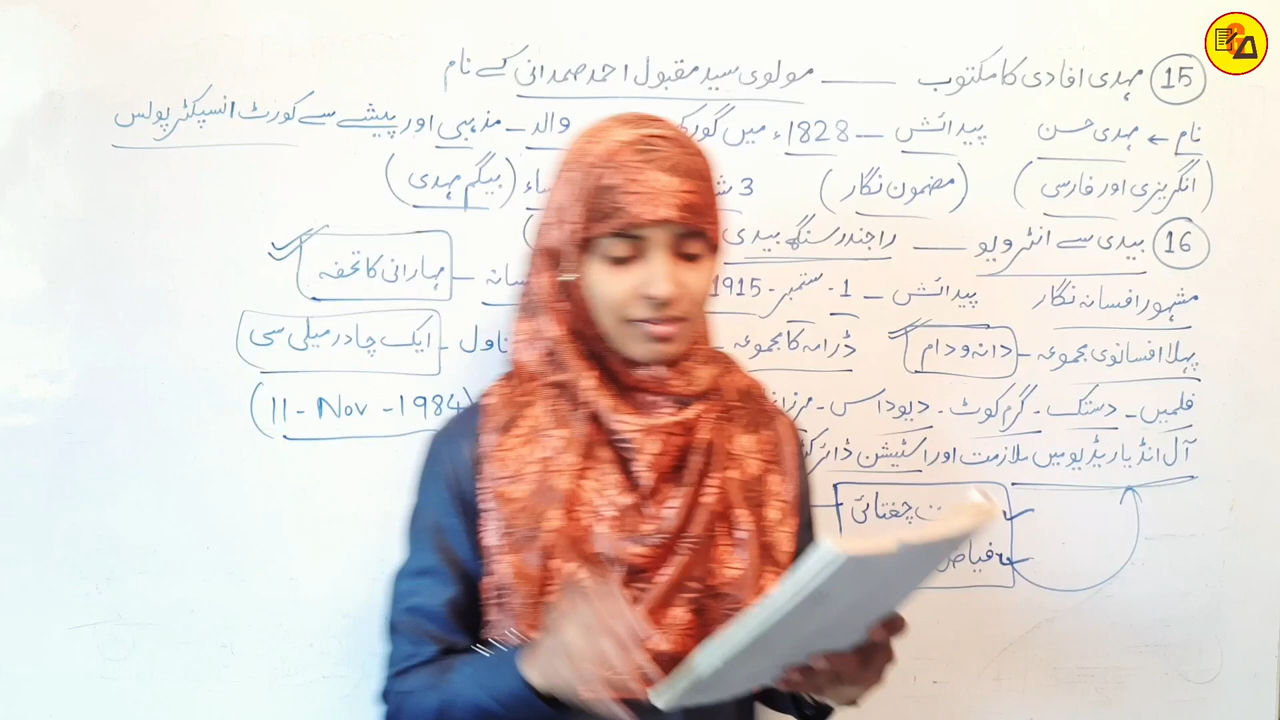 15 مہدی افادی کا مکتوب — مولوی سید مقبول احمد صمدانی کے نام
نام ← مہدی حسن پیدائش – 1828ء میں والد – مذہبی اور پیشے سے کورٹ انسپکٹر پولس
(انگریزی اور فارسی) (مضمون نگار) 3 (بیگم مہدی)
16 بیدی سے انٹرویو — راجندر سنگھ بیدی
مشہور افسانہ نگار پیدائش – 1 - ستمبر - 1915 – مہارانی کا تحفہ
پہلا افسانوی مجموعہ – دانہ و دام ڈرامہ کا مجموعہ – ناول – ایک چادر میلی سی
فلمیں – دستک - گرم کوٹ - دیوداس - (11 - Nov - 1984
آل انڈیا ریڈیو میں ملازمت اور اسٹیشن
چغتائی